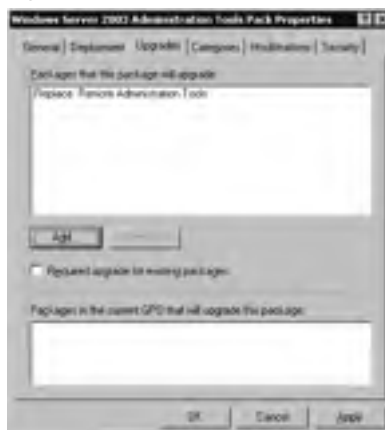 Windows Server 2003 Administration Tools Pack Properties
General Deployment Upgrades Categories Modifications Security
Packages that this package will upgrade:
Replace Remote Administration Tools
Add...
Required upgrade for existing packages
Packages in the current GPO that will upgrade this package:
OK Cancel Apply